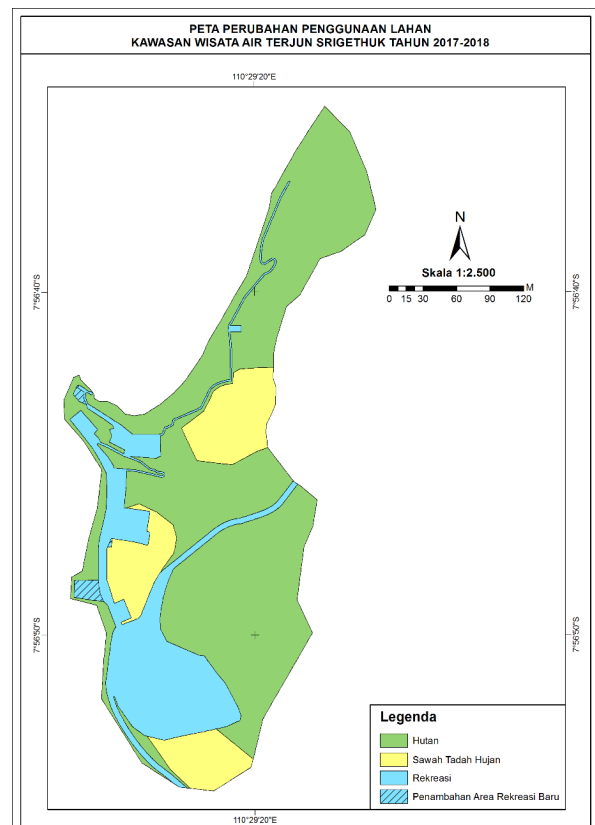 PETA PERUBAHAN PENGGUNAAN LAHAN
KAWASAN WISATA AIR TERJUN SRIGETHUK TAHUN 2017-2018
110°29'20"E
N
Skala 1:2.500
M
0 15 30 60 90 120
7°56'40"S
7°56'40"S
7°56'50"S
7°56'50"S
Legenda
Hutan
Sawah Tadah Hujan
Rekreasi
Penambahan Area Rekreasi Baru
110°29'20"E